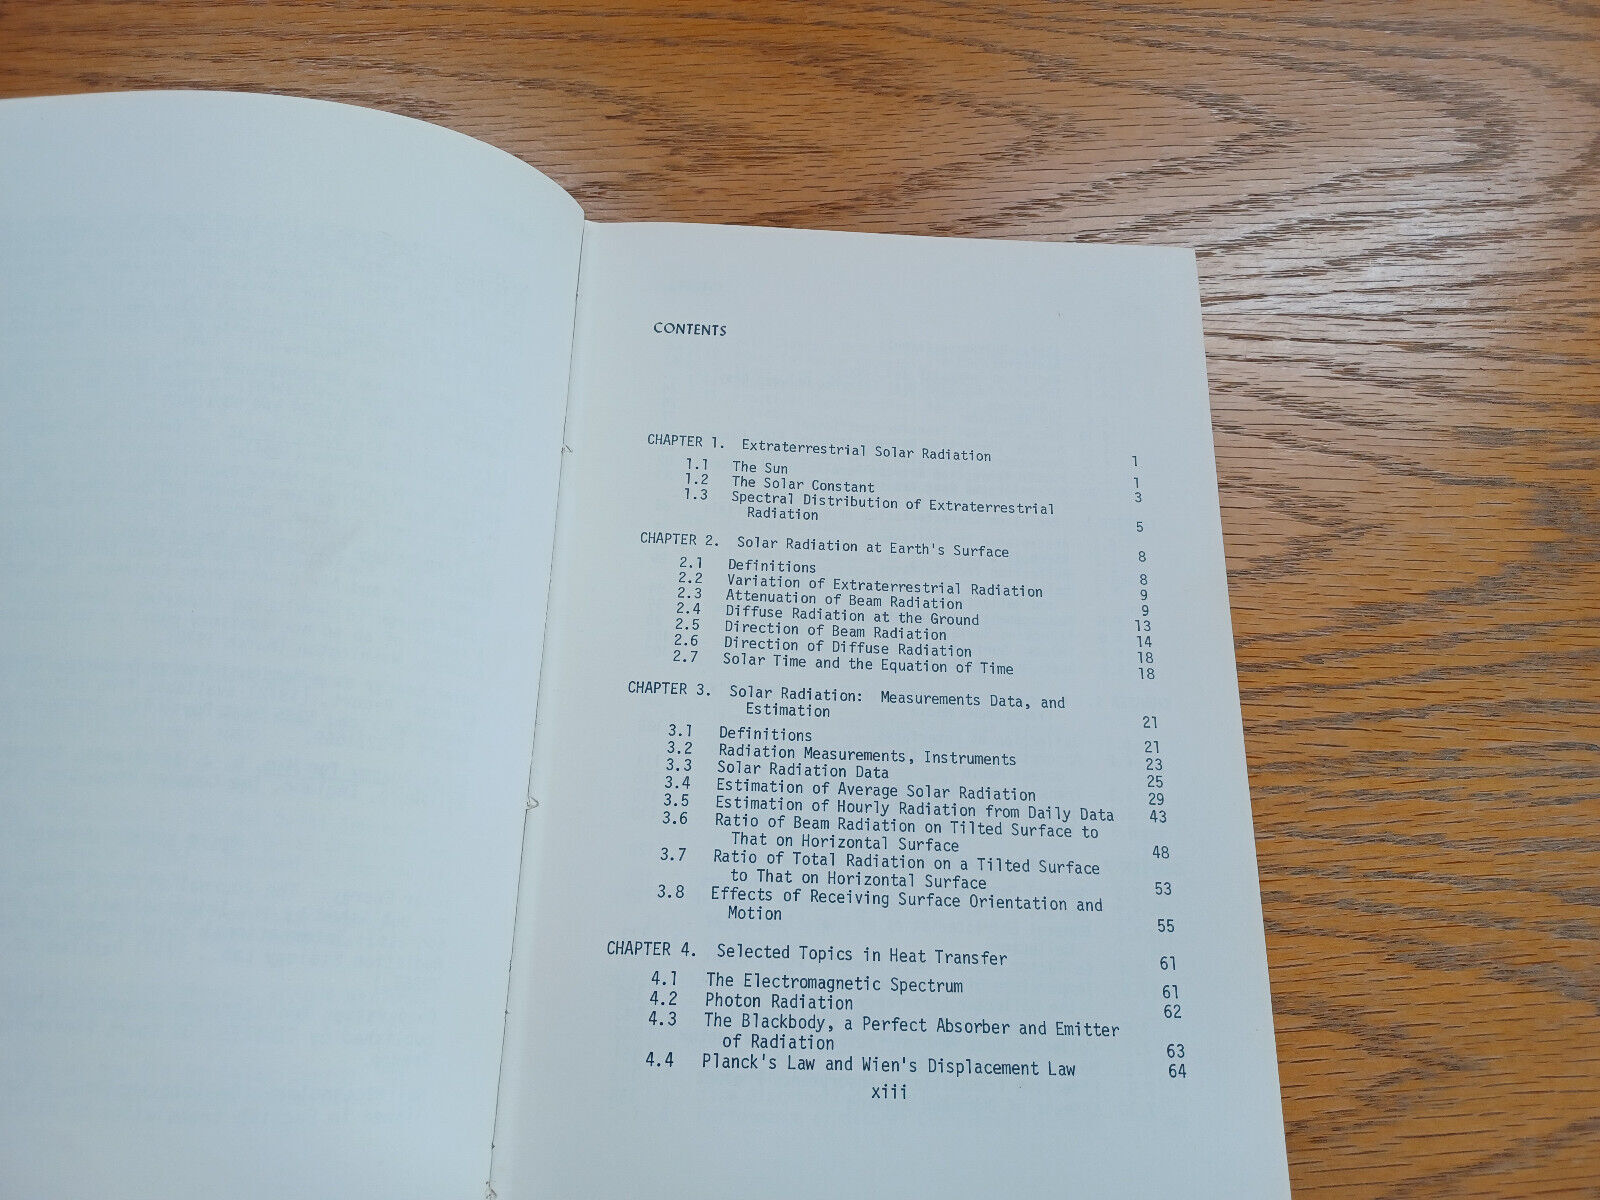 CONTENTS
CHAPTER 1. Extraterrestrial Solar Radiation 1
1.1 The Sun 1
1.2 The Solar Constant 3
1.3 Spectral Distribution of Extraterrestrial
Radiation 5
CHAPTER 2. Solar Radiation at Earth's Surface 8
2.1 Definitions 8
2.2 Variation of Extraterrestrial Radiation 9
2.3 Attenuation of Beam Radiation 9
2.4 Diffuse Radiation at the Ground 13
2.5 Direction of Beam Radiation 14
2.6 Direction of Diffuse Radiation 18
2.7 Solar Time and the Equation of Time 18
CHAPTER 3. Solar Radiation: Measurements Data, and
Estimation 21
3.1 Definitions 21
3.2 Radiation Measurements, Instruments 23
3.3 Solar Radiation Data 25
3.4 Estimation of Average Solar Radiation 29
3.5 Estimation of Hourly Radiation from Daily Data 43
3.6 Ratio of Beam Radiation on Tilted Surface to
That on Horizontal Surface 48
3.7 Ratio of Total Radiation on a Tilted Surface
to That on Horizontal Surface 53
3.8 Effects of Receiving Surface Orientation and
Motion 55
CHAPTER 4. Selected Topics in Heat Transfer 61
4.1 The Electromagnetic Spectrum 61
4.2 Photon Radiation 62
4.3 The Blackbody, a Perfect Absorber and Emitter
of Radiation 63
4.4 Planck's Law and Wien's Displacement Law 64
xiii